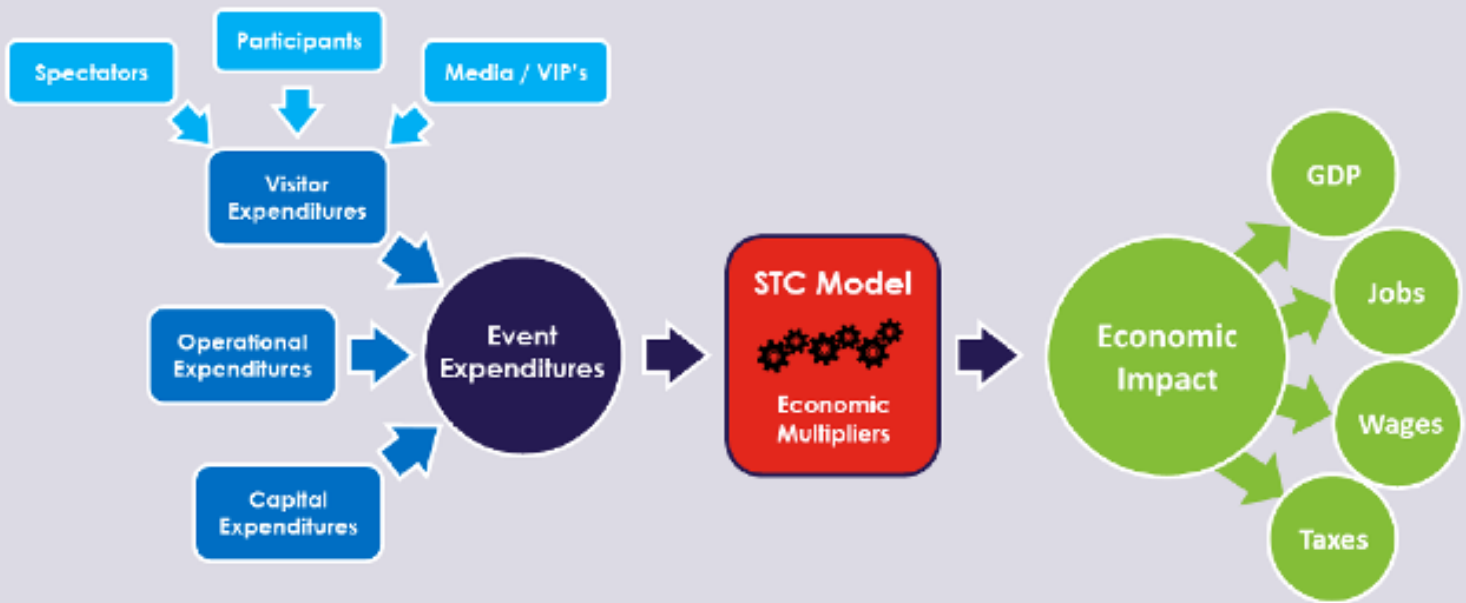 Participants
Spectators
Media / VIP's
Visitor
Expenditures
Operational
Expenditures
Capital
Expenditures
Event
Expenditures
STC Model
Economic
Multipliers
Economic
Impact
GDP
Jobs
Wages
Taxes